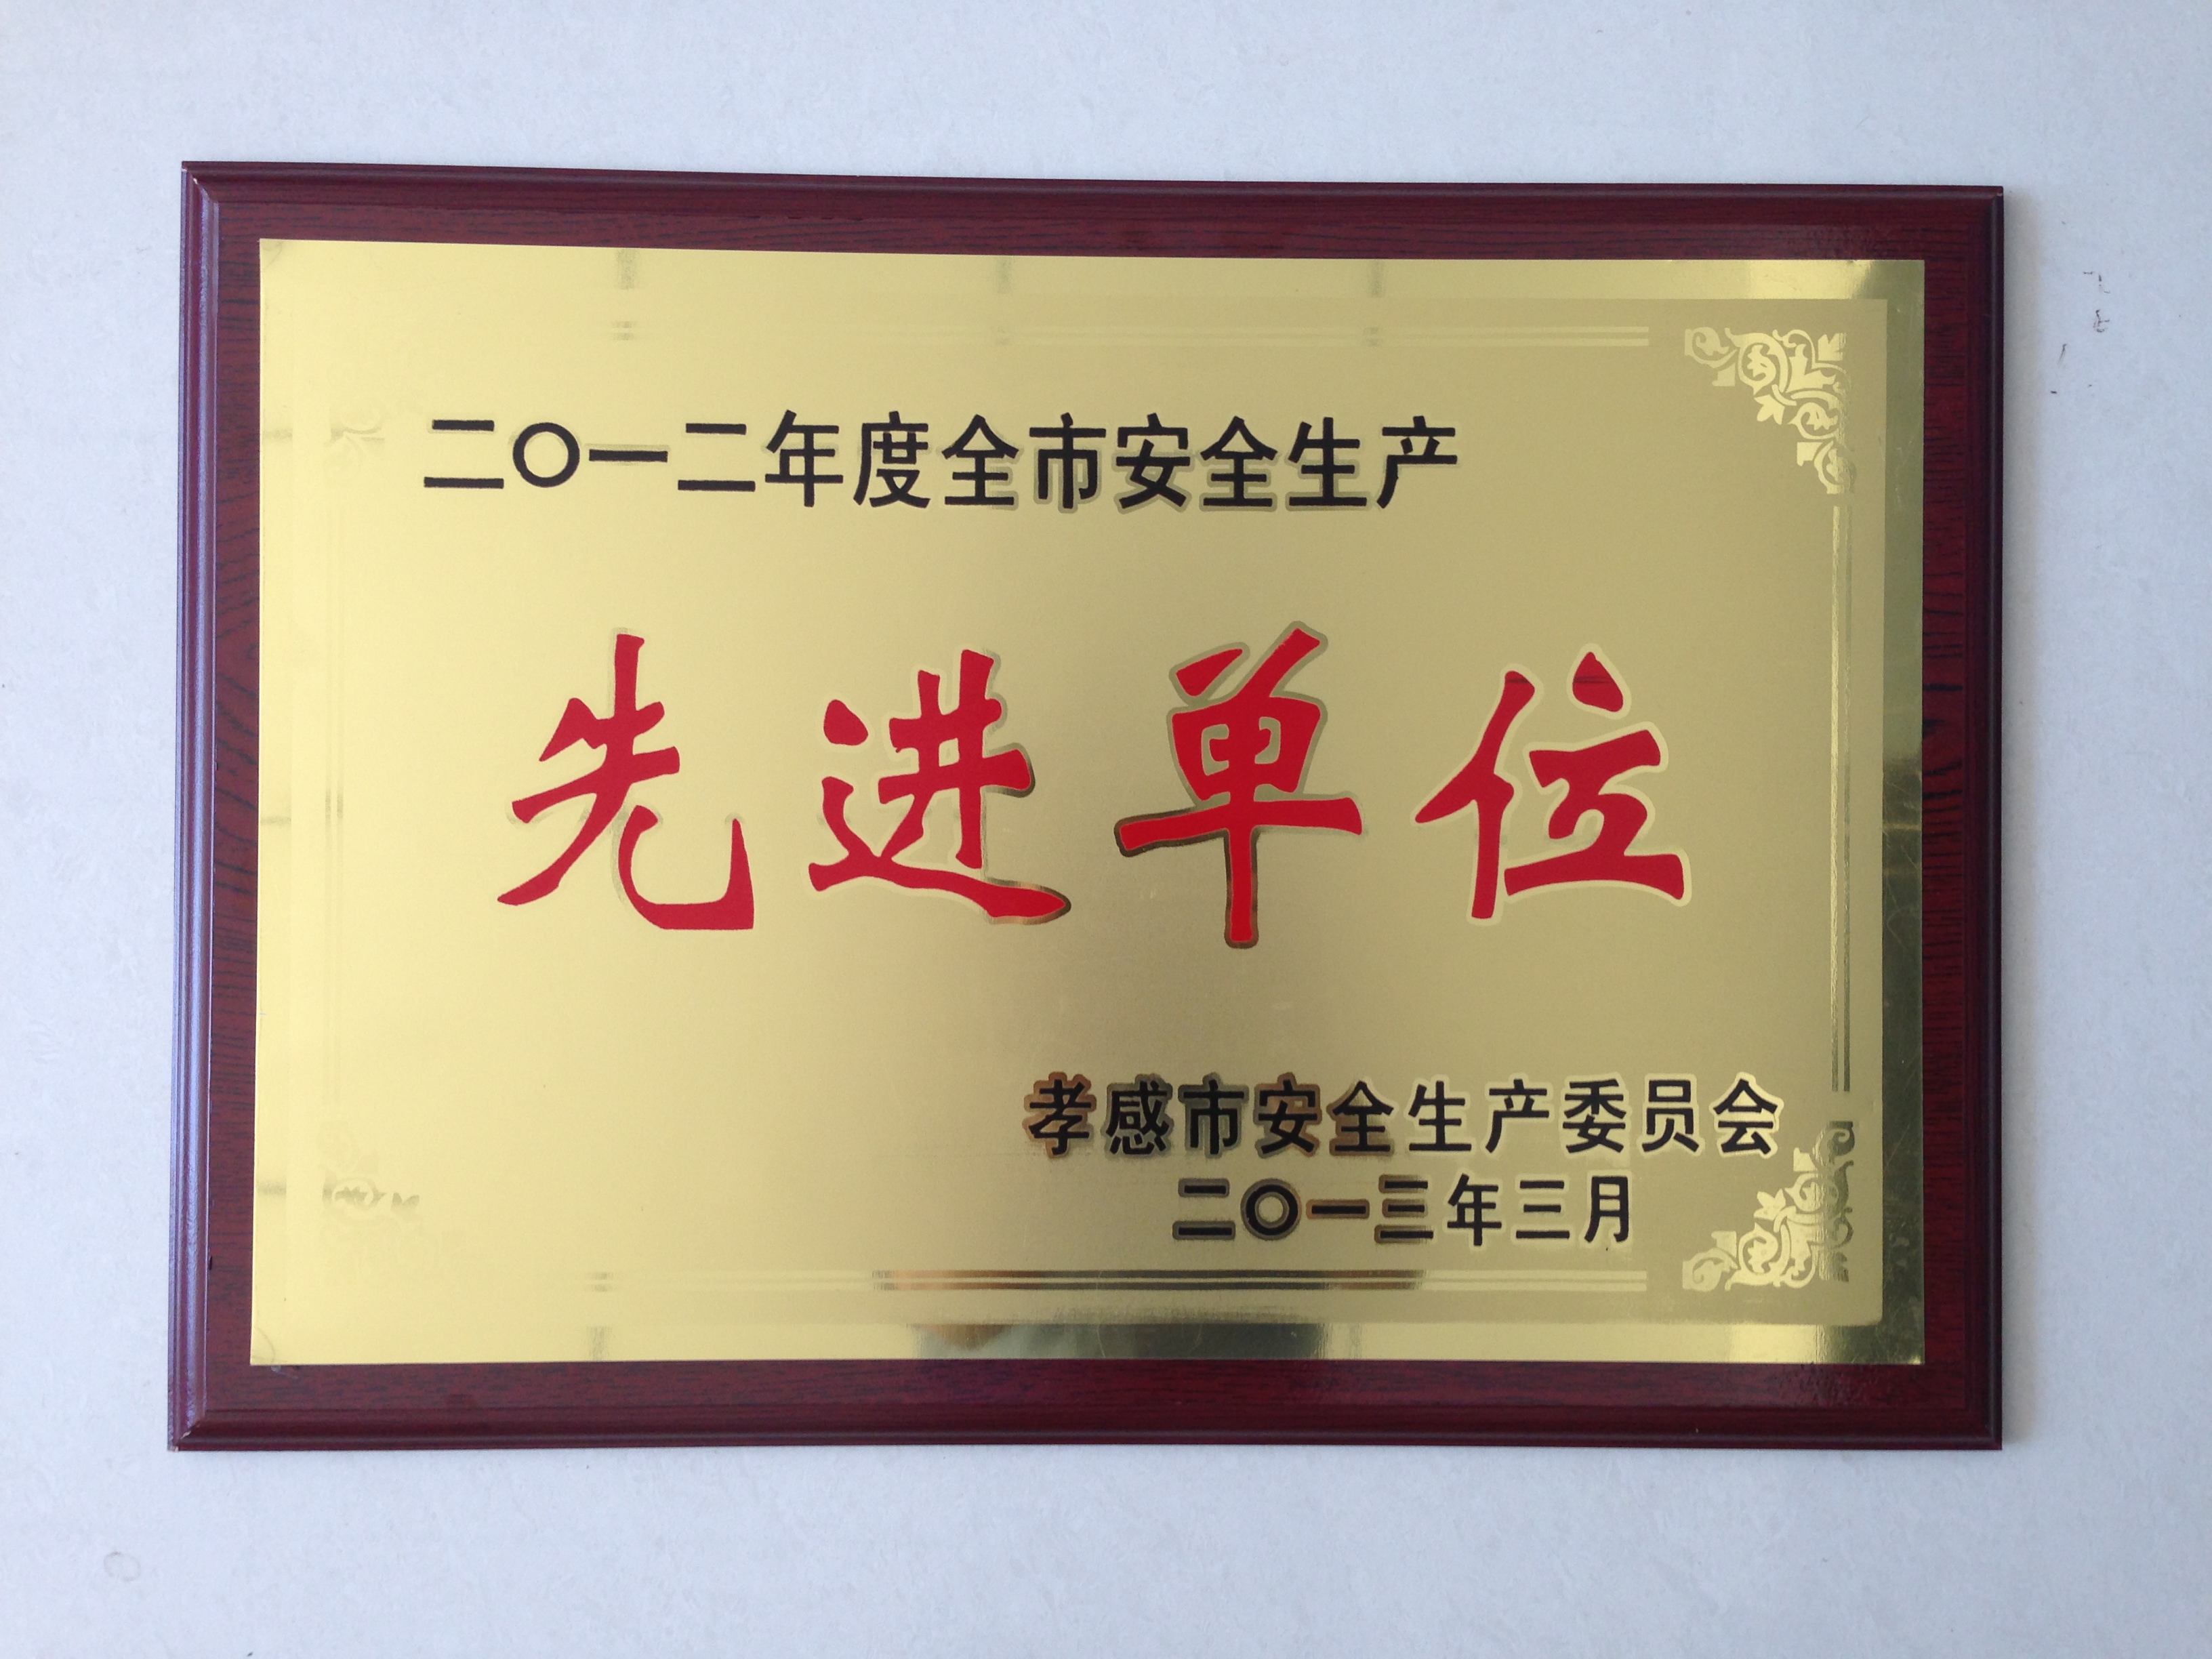 二〇一二年度全市安全生产
先进单位
孝感市安全生产委员会
二〇一三年三月